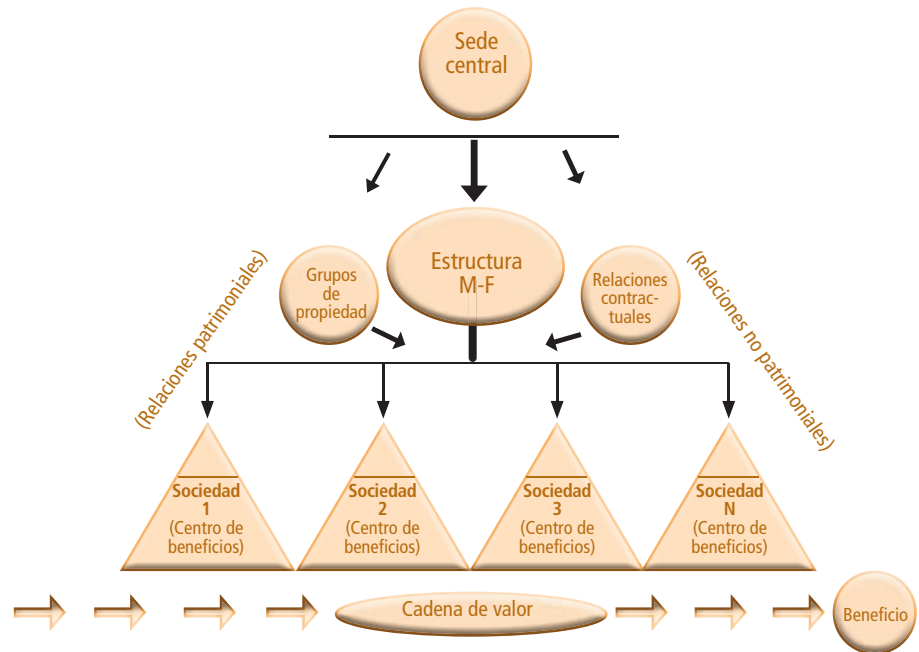 Sede
central
(Relaciones patrimoniales)
Grupos
de
propiedad
Estructura
M-F
Relaciones
contrac-
tuales
(Relaciones no patrimoniales)
Sociedad
1
(Centro de
beneficios)
Sociedad
2
(Centro de
beneficios)
Sociedad
3
(Centro de
beneficios)
Sociedad
N
(Centro de
beneficios)
Cadena de valor
Beneficio